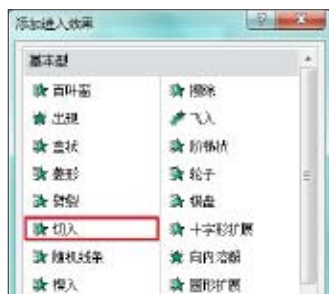 添加进入效果
基本型
百叶窗 擦除
出现 飞入
盒状 阶梯状
菱形 轮子
劈裂 棋盘
切入 十字形扩展
随机线条 向内溶解
楔入 圆形扩展